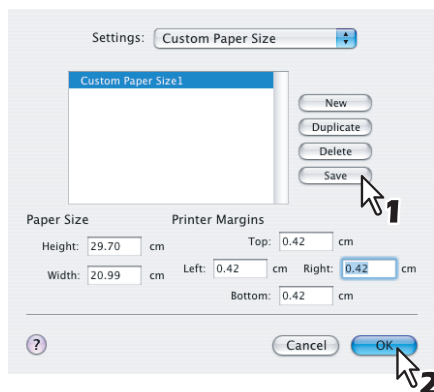 Settings: Custom Paper Size
Custom Paper Size1
New
Duplicate
Delete
Save
1
Paper Size Printer Margins
Height: 29.70 cm Top: 0.42 cm
Width: 20.99 cm Left: 0.42 cm Right: 0.42 cm
Bottom: 0.42 cm
? Cancel OK
2